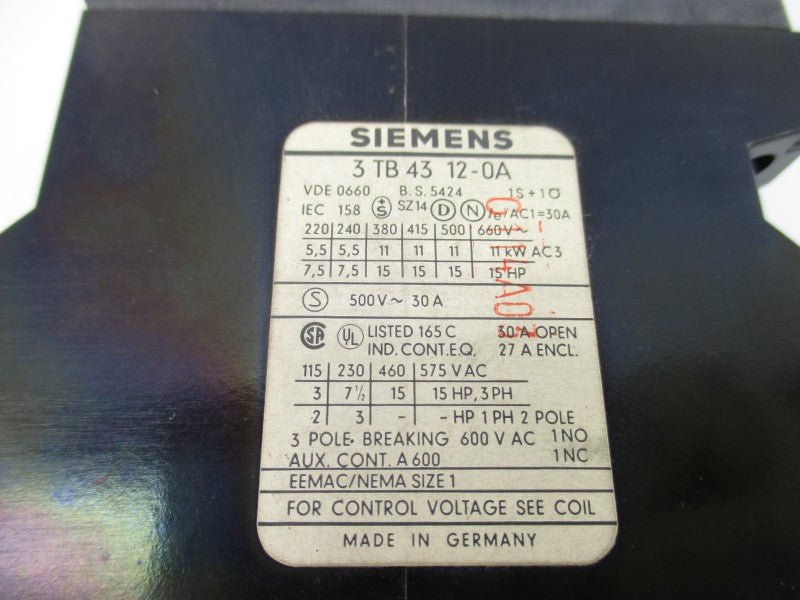 SIEMENS
3 TB 43 12-0A
VDE 0660 B.S. 5424 1S+1Ö
IEC 158 S SZ14 D N Ie/AC1=30A
220 240 380 415 500 660V~
5,5 5,5 11 11 11 11 kW AC3
7,5 7,5 15 15 15 15 HP
S 500V~ 30A
SA UL LISTED 165 C 30 A OPEN
IND. CONT. EQ. 27 A ENCL.
115 230 460 575 VAC
3 7½ 15 15 HP, 3 PH
2 3 - - HP 1 PH 2 POLE
3 POLE BREAKING 600 V AC 1NO
AUX. CONT. A 600 1NC
EEMAC/NEMA SIZE 1
FOR CONTROL VOLTAGE SEE COIL
MADE IN GERMANY